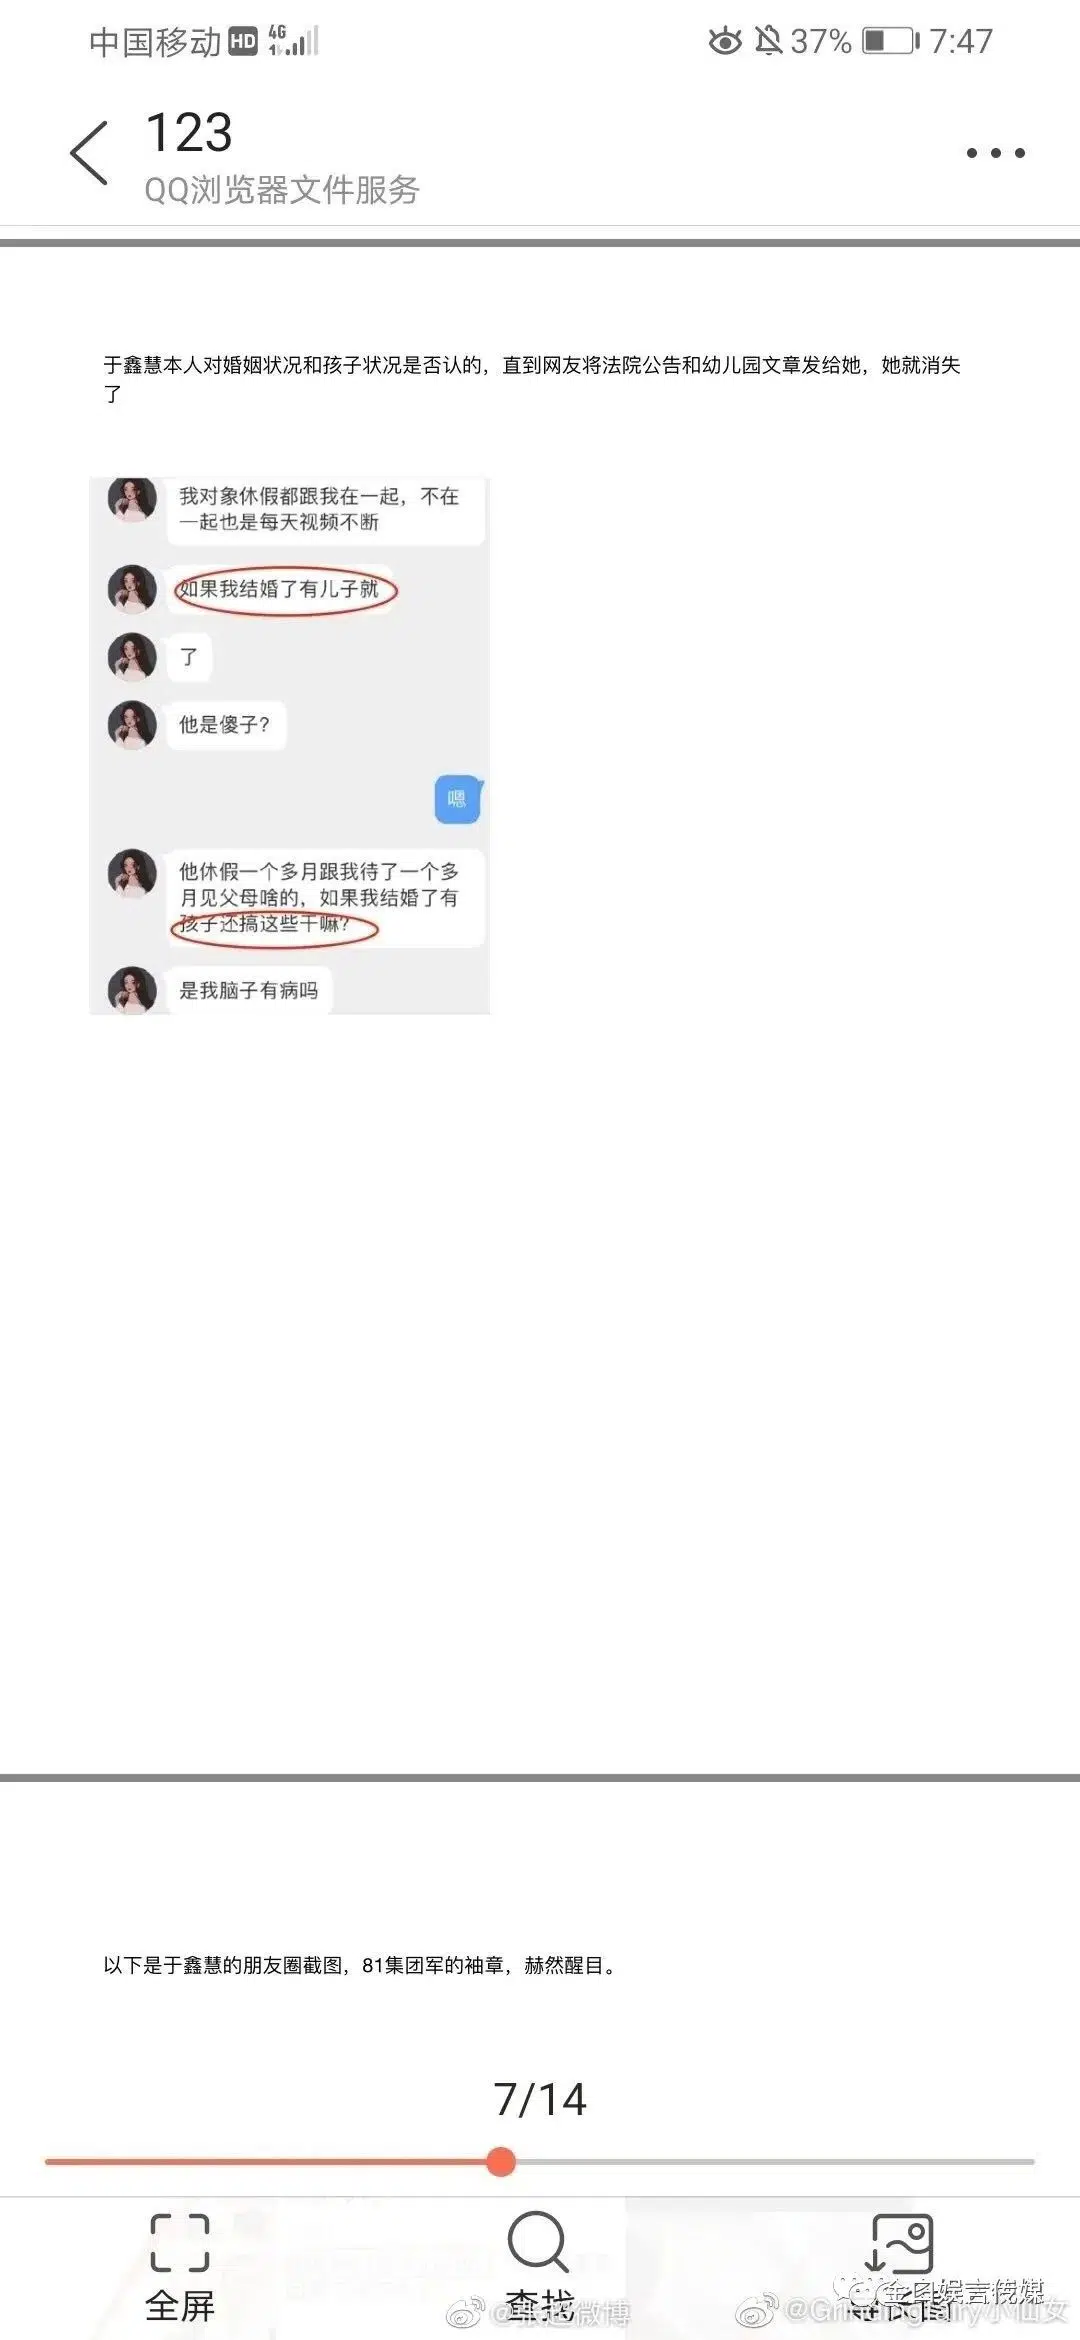 中国移动 HD 4G 37% 7:47
123
QQ浏览器文件服务
于鑫慧本人对婚姻状况和孩子状况是否认的，直到网友将法院公告和幼儿园文章发给她，她就消失
了
我对象休假都跟我在一起，不在
一起也是每天视频不断
如果我结婚了有儿子就
了
他是傻子？
嗯
他休假一个多月跟我待了一个多
月见父母啥的，如果我结婚了有
孩子还搞这些干嘛？
是我脑子有病吗
以下是于鑫慧的朋友圈截图，81集团军的袖章，赫然醒目。
7/14
全屏
查找
@张超微博
娱言传媒
小仙女